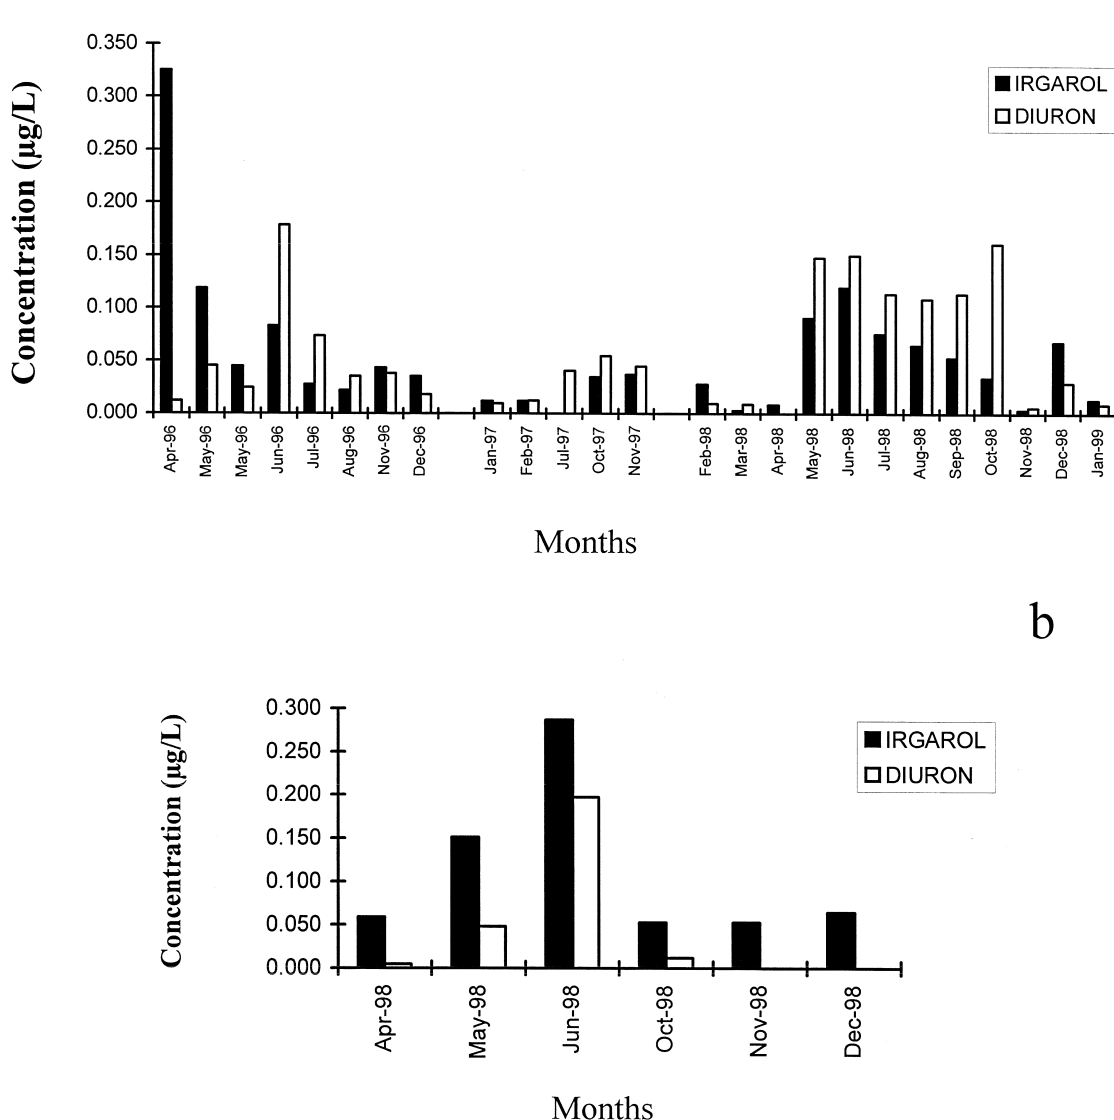 0.350
0.300
0.250
0.200
0.150
0.100
0.050
0.000
Concentration (µg/L)
IRGAROL
DIURON
Apr-96 May-96 May-96 Jun-96 Jul-96 Aug-96 Nov-96 Dec-96 Jan-97 Feb-97 Jul-97 Oct-97 Nov-97 Feb-98 Mar-98 Apr-98 May-98 Jun-98 Jul-98 Aug-98 Sep-98 Oct-98 Nov-98 Dec-98 Jan-99
Months
b
0.300
0.250
0.200
0.150
0.100
0.050
0.000
Concentration (µg/L)
IRGAROL
DIURON
Apr-98 May-98 Jun-98 Oct-98 Nov-98 Dec-98
Months